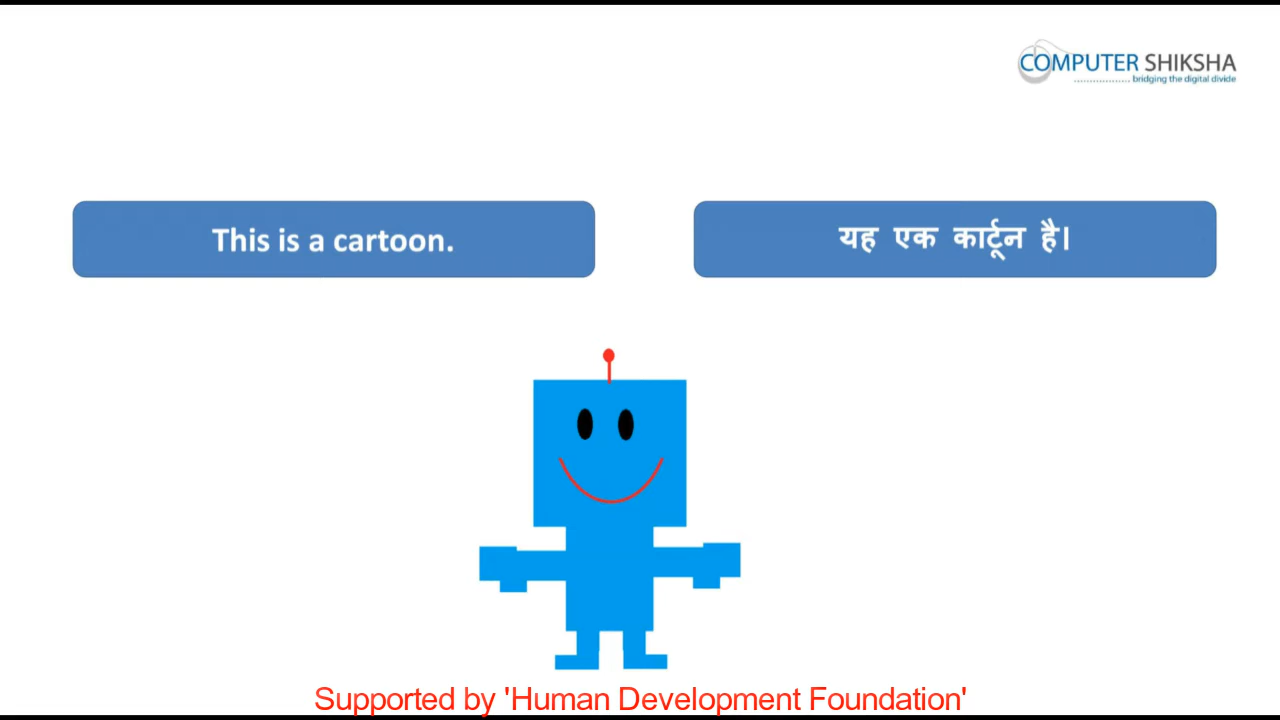 COMPUTER SHIKSHA
bridging the digital divide
This is a cartoon.
यह एक कार्टून है।
Supported by 'Human Development Foundation'